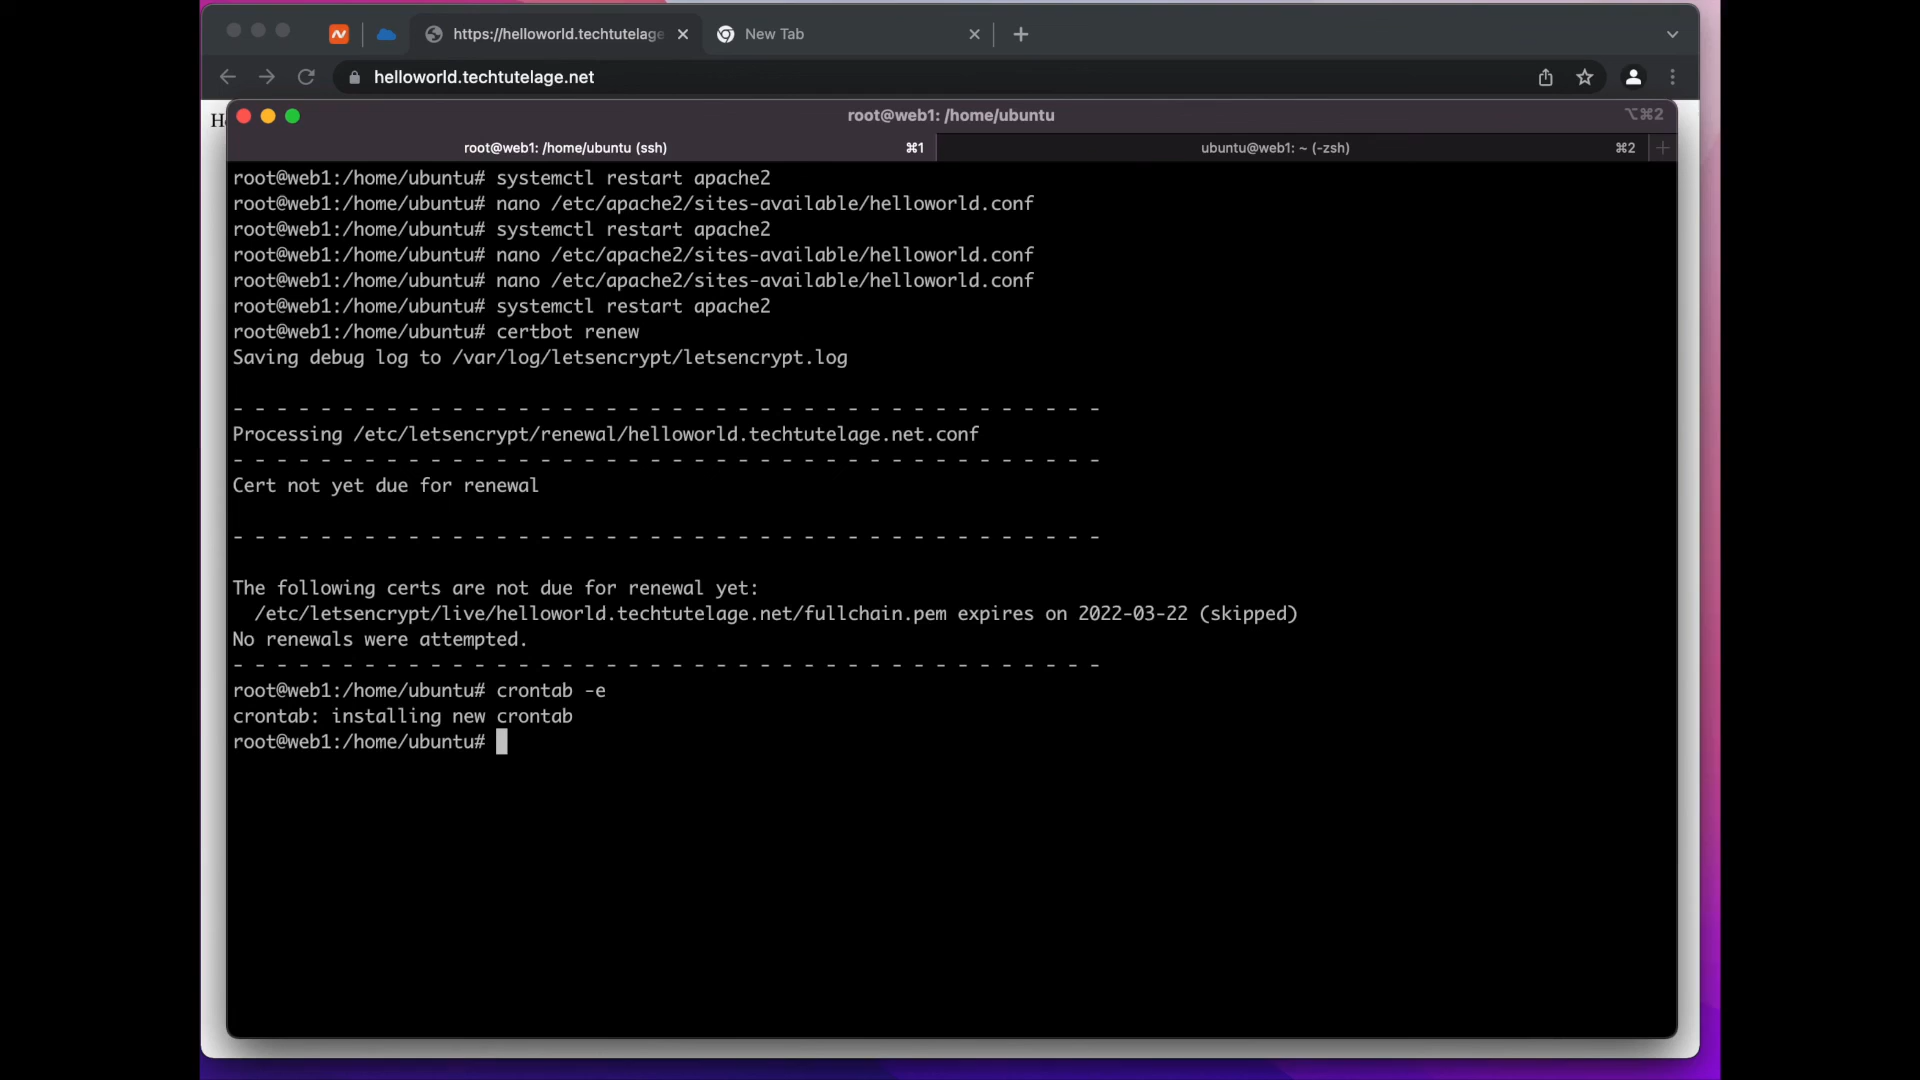 https://helloworld.techtutelage
New Tab
helloworld.techtutelage.net
root@web1: /home/ubuntu
⌥⌘2
root@web1: /home/ubuntu (ssh)
⌘1
ubuntu@web1: ~ (-zsh)
⌘2
root@web1:/home/ubuntu# systemctl restart apache2
root@web1:/home/ubuntu# nano /etc/apache2/sites-available/helloworld.conf
root@web1:/home/ubuntu# systemctl restart apache2
root@web1:/home/ubuntu# nano /etc/apache2/sites-available/helloworld.conf
root@web1:/home/ubuntu# nano /etc/apache2/sites-available/helloworld.conf
root@web1:/home/ubuntu# systemctl restart apache2
root@web1:/home/ubuntu# certbot renew
Saving debug log to /var/log/letsencrypt/letsencrypt.log
- - - - - - - - - - - - - - - - - - - - - - - - - - - - - - - - - - - - - - - -
Processing /etc/letsencrypt/renewal/helloworld.techtutelage.net.conf
- - - - - - - - - - - - - - - - - - - - - - - - - - - - - - - - - - - - - - - -
Cert not yet due for renewal
- - - - - - - - - - - - - - - - - - - - - - - - - - - - - - - - - - - - - - - -
The following certs are not due for renewal yet:
/etc/letsencrypt/live/helloworld.techtutelage.net/fullchain.pem expires on 2022-03-22 (skipped)
No renewals were attempted.
- - - - - - - - - - - - - - - - - - - - - - - - - - - - - - - - - - - - - - - -
root@web1:/home/ubuntu# crontab -e
crontab: installing new crontab
root@web1:/home/ubuntu#